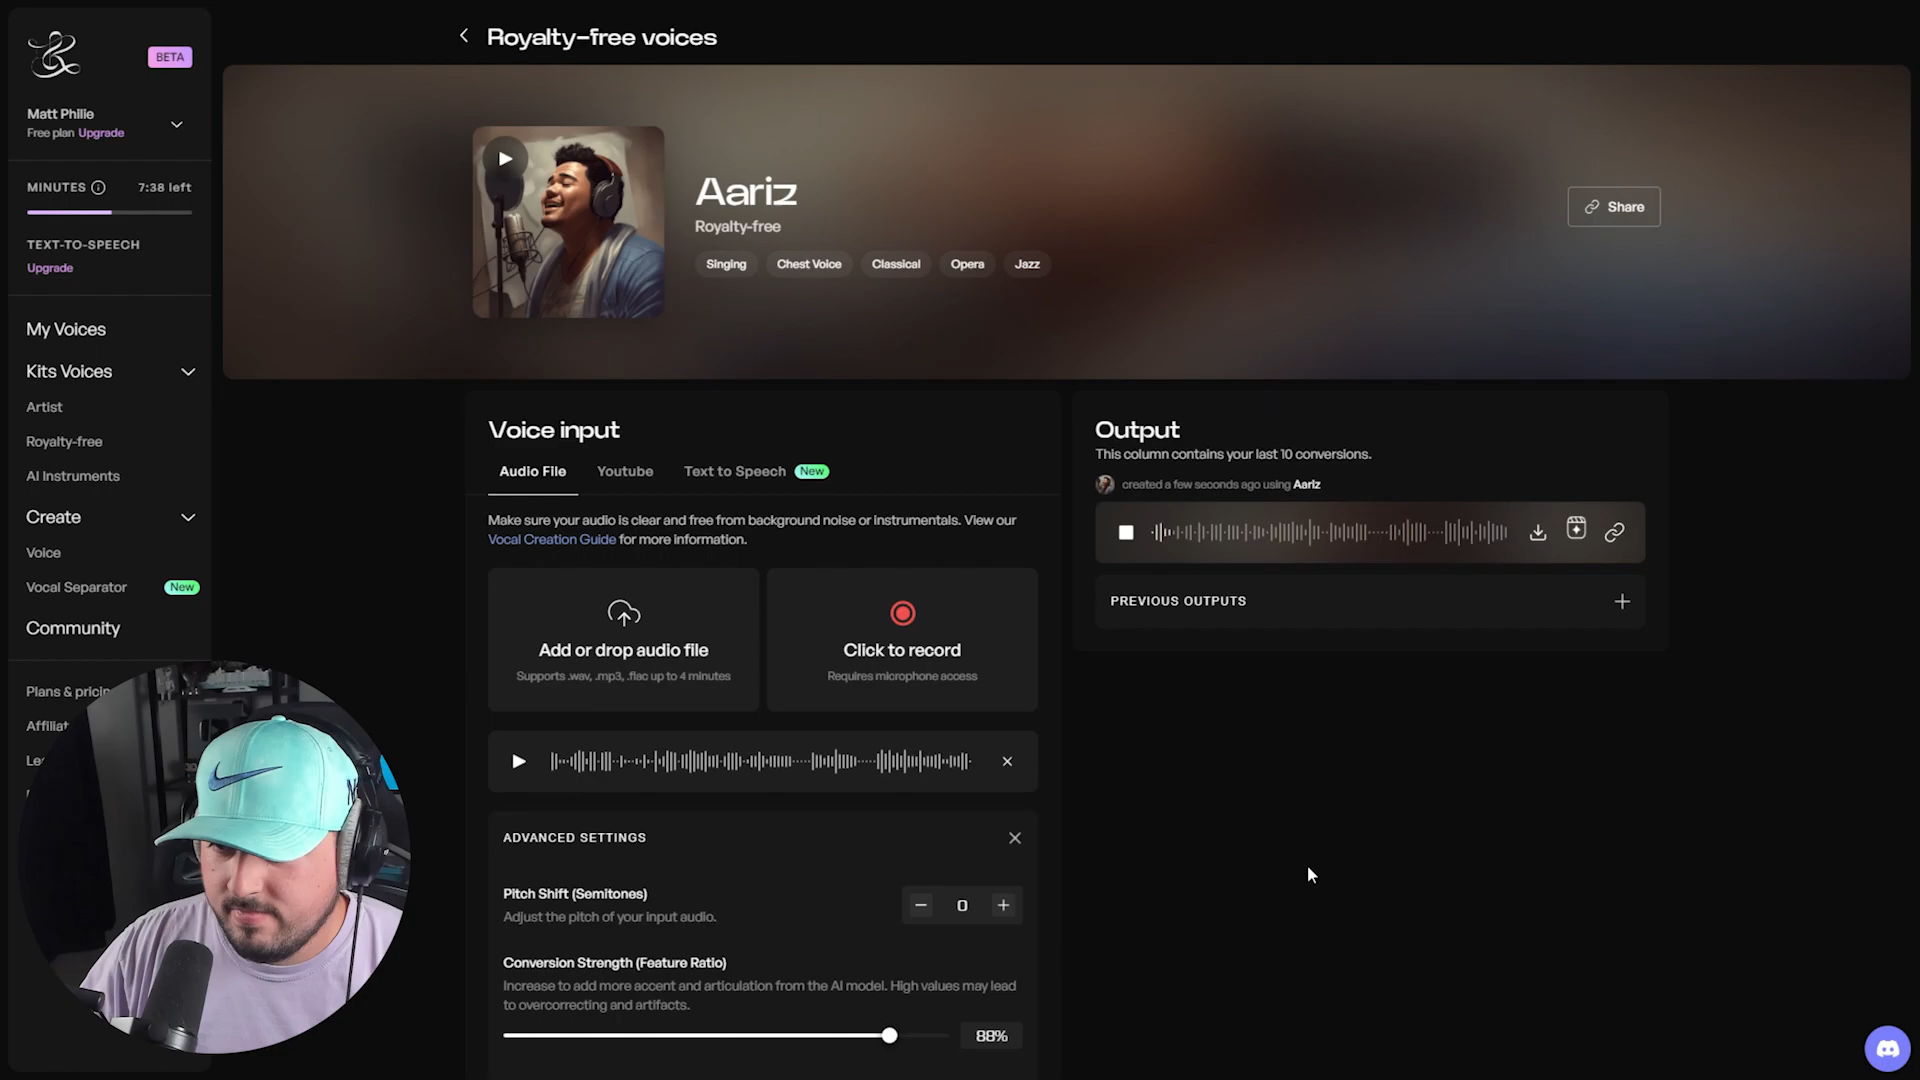 BETA
Matt Philie
Free plan Upgrade
MINUTES 7:38 left
TEXT-TO-SPEECH
Upgrade
My Voices
Kits Voices
Artist
Royalty-free
AI Instruments
Create
Voice
Vocal Separator New
Community
Plans & pricin
Affiliat
Le
Royalty-free voices
Aariz
Royalty-free
Singing Chest Voice Classical Opera Jazz
Share
Voice input
Audio File Youtube Text to Speech New
Make sure your audio is clear and free from background noise or instrumentals. View our
Vocal Creation Guide for more information.
Add or drop audio file
Supports .wav, .mp3, .flac up to 4 minutes
Click to record
Requires microphone access
ADVANCED SETTINGS
Pitch Shift (Semitones)
Adjust the pitch of your input audio.
0
Conversion Strength (Feature Ratio)
Increase to add more accent and articulation from the AI model. High values may lead
to overcorrecting and artifacts.
88%
Output
This column contains your last 10 conversions.
created a few seconds ago using Aariz
PREVIOUS OUTPUTS